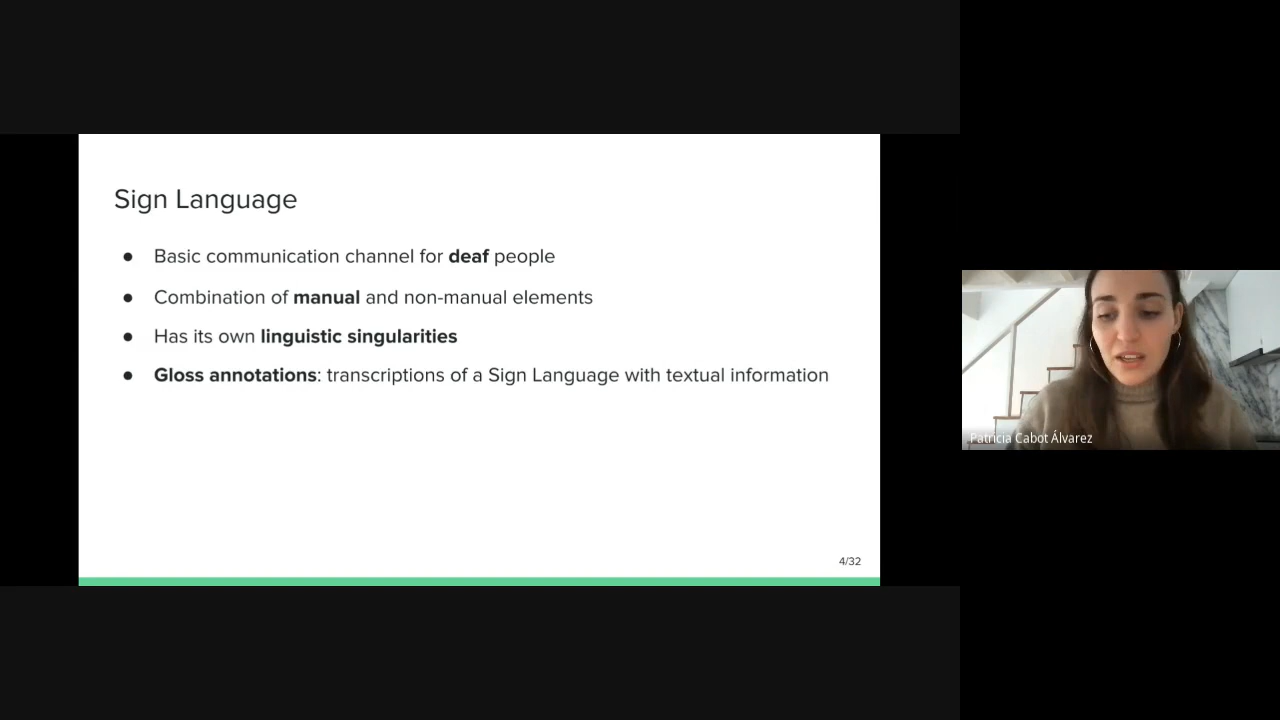 Sign Language
● Basic communication channel for deaf people
● Combination of manual and non-manual elements
● Has its own linguistic singularities
● Gloss annotations: transcriptions of a Sign Language with textual information
4/32
Patricia Cabot Álvarez